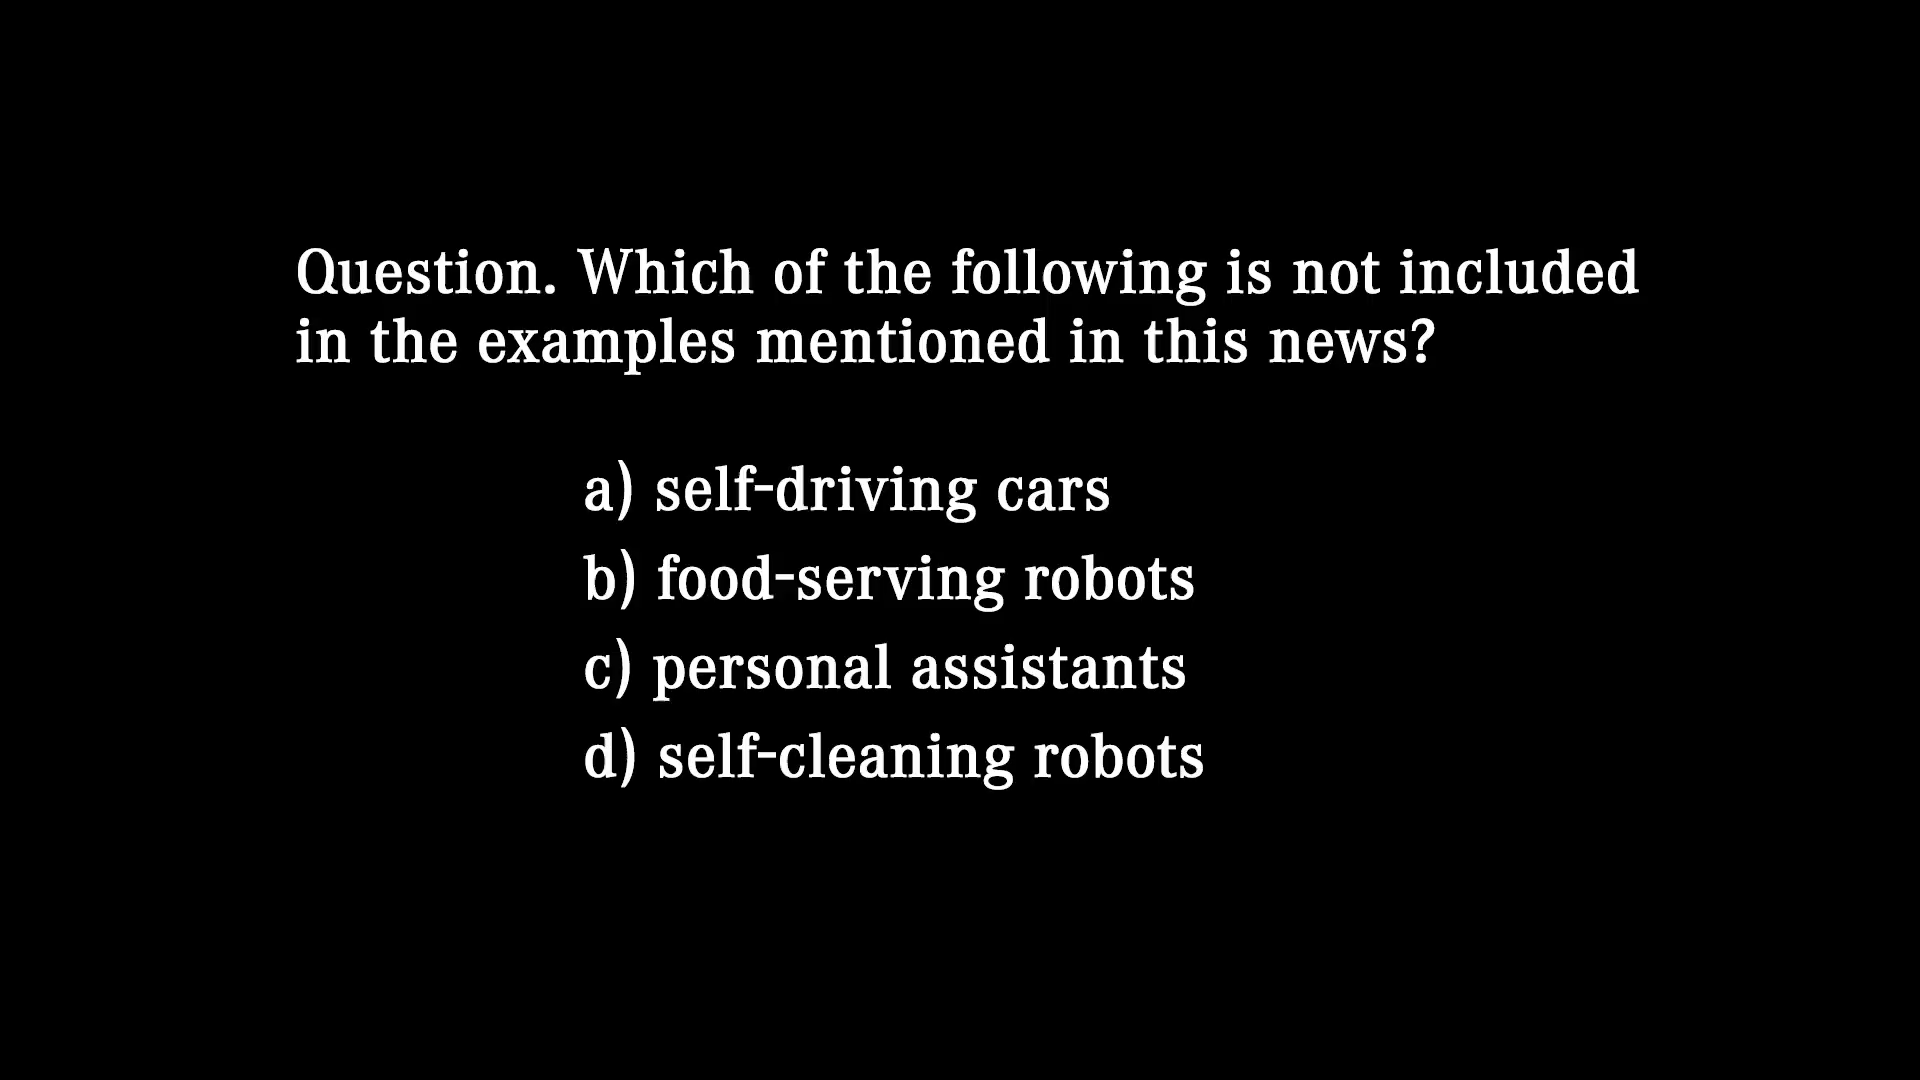 Question. Which of the following is not included
in the examples mentioned in this news?
a) self-driving cars
b) food-serving robots
c) personal assistants
d) self-cleaning robots